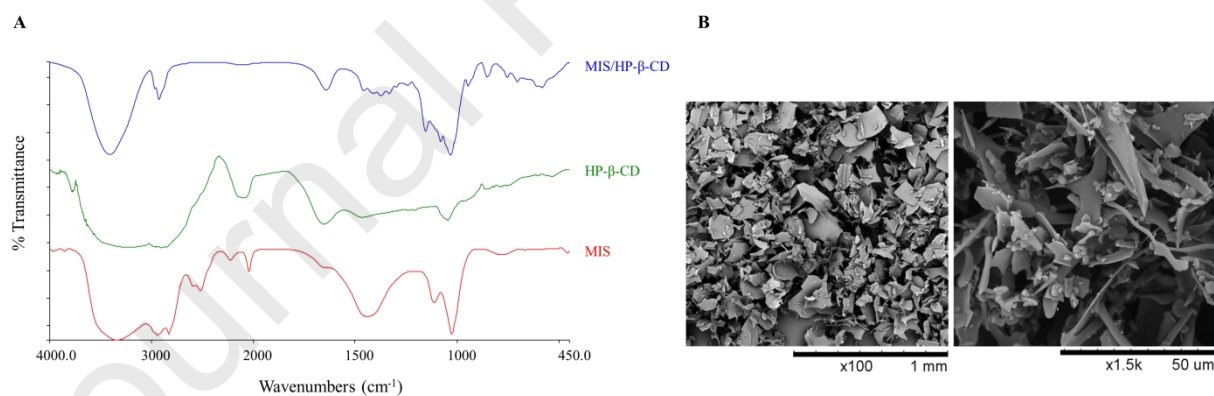 A
B
MIS/HP-β-CD
HP-β-CD
MIS
% Transmittance
4000.0 3000 2000 1500 1000 450.0
Wavenumbers (cm⁻¹)
x100 1 mm
x1.5k 50 um
ournal